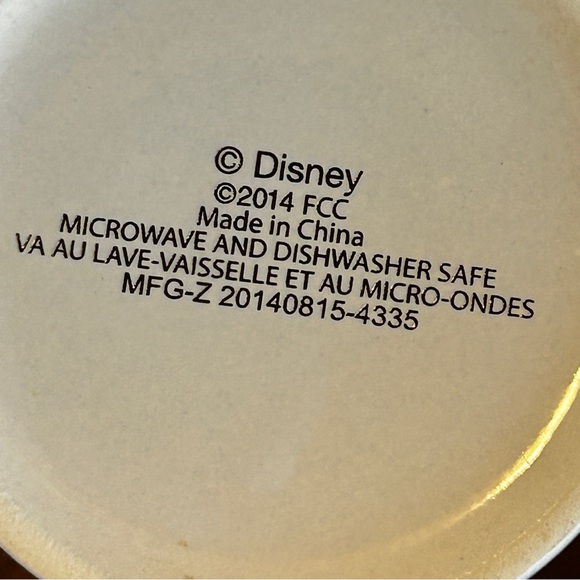 © Disney
©2014 FCC
Made in China
MICROWAVE AND DISHWASHER SAFE
VA AU LAVE-VAISSELLE ET AU MICRO-ONDES
MFG-Z 20140815-4335